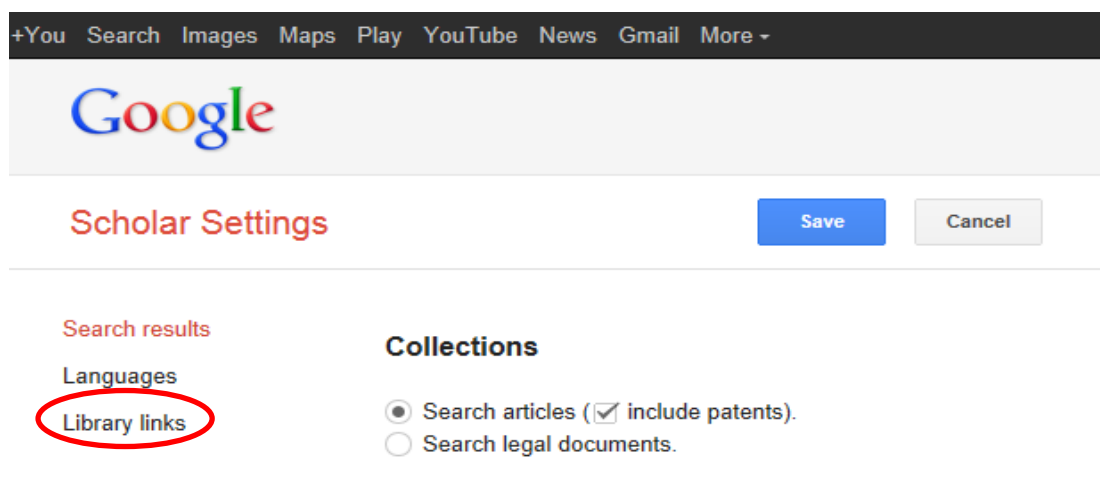 +You Search Images Maps Play YouTube News Gmail More
Google
Scholar Settings
Save Cancel
Search results
Languages
Library links
Collections
Search articles ( include patents).
Search legal documents.